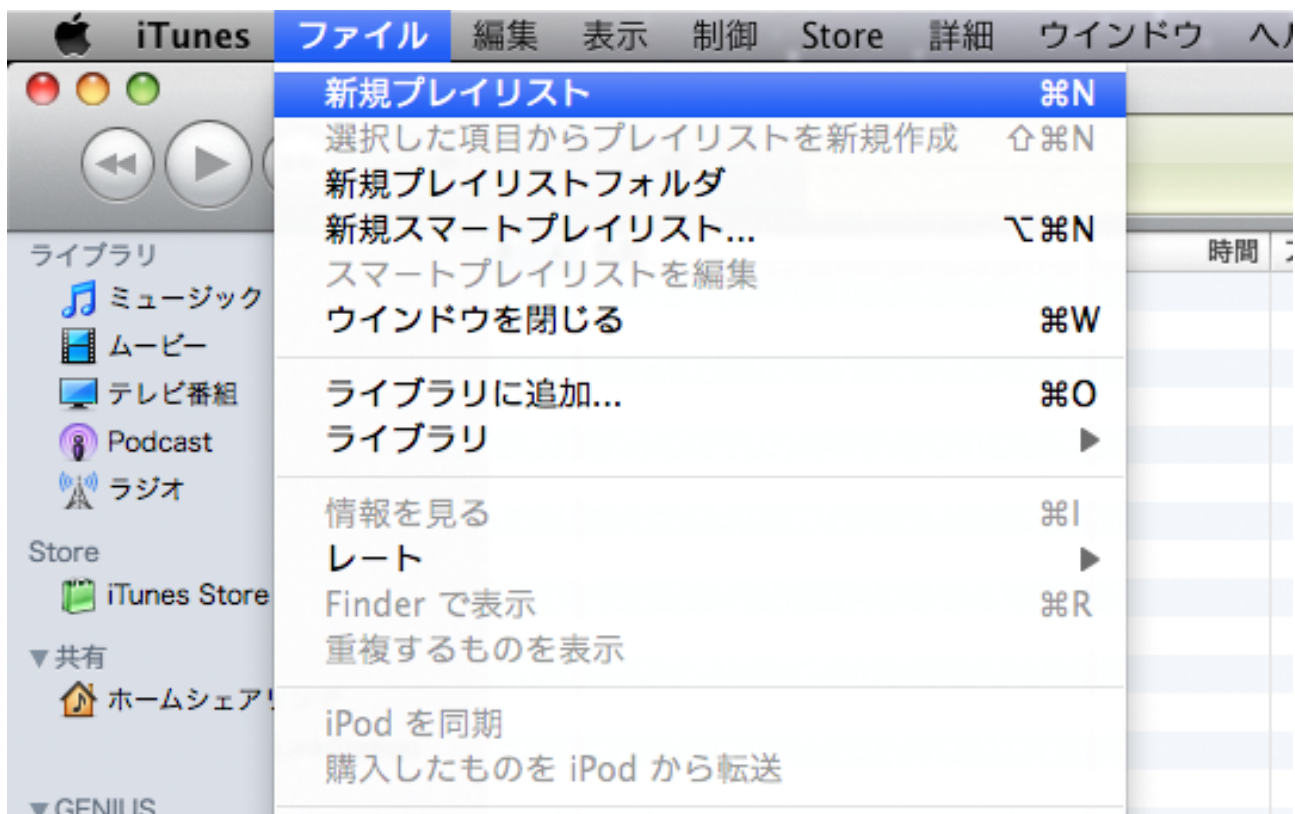 iTunes ファイル 編集 表示 制御 Store 詳細 ウインドウ
新規プレイリスト ⌘N
選択した項目からプレイリストを新規作成 ⇧⌘N
新規プレイリストフォルダ
新規スマートプレイリスト... ⌥⌘N
スマートプレイリストを編集
ウインドウを閉じる ⌘W
ライブラリに追加... ⌘O
ライブラリ ▶
情報を見る ⌘I
レート ▶
Finder で表示 ⌘R
重複するものを表示
iPod を同期
購入したものを iPod から転送
時間
ライブラリ
ミュージック
ムービー
テレビ番組
Podcast
ラジオ
Store
iTunes Store
▼共有
ホームシェアリ
▼GENIUS